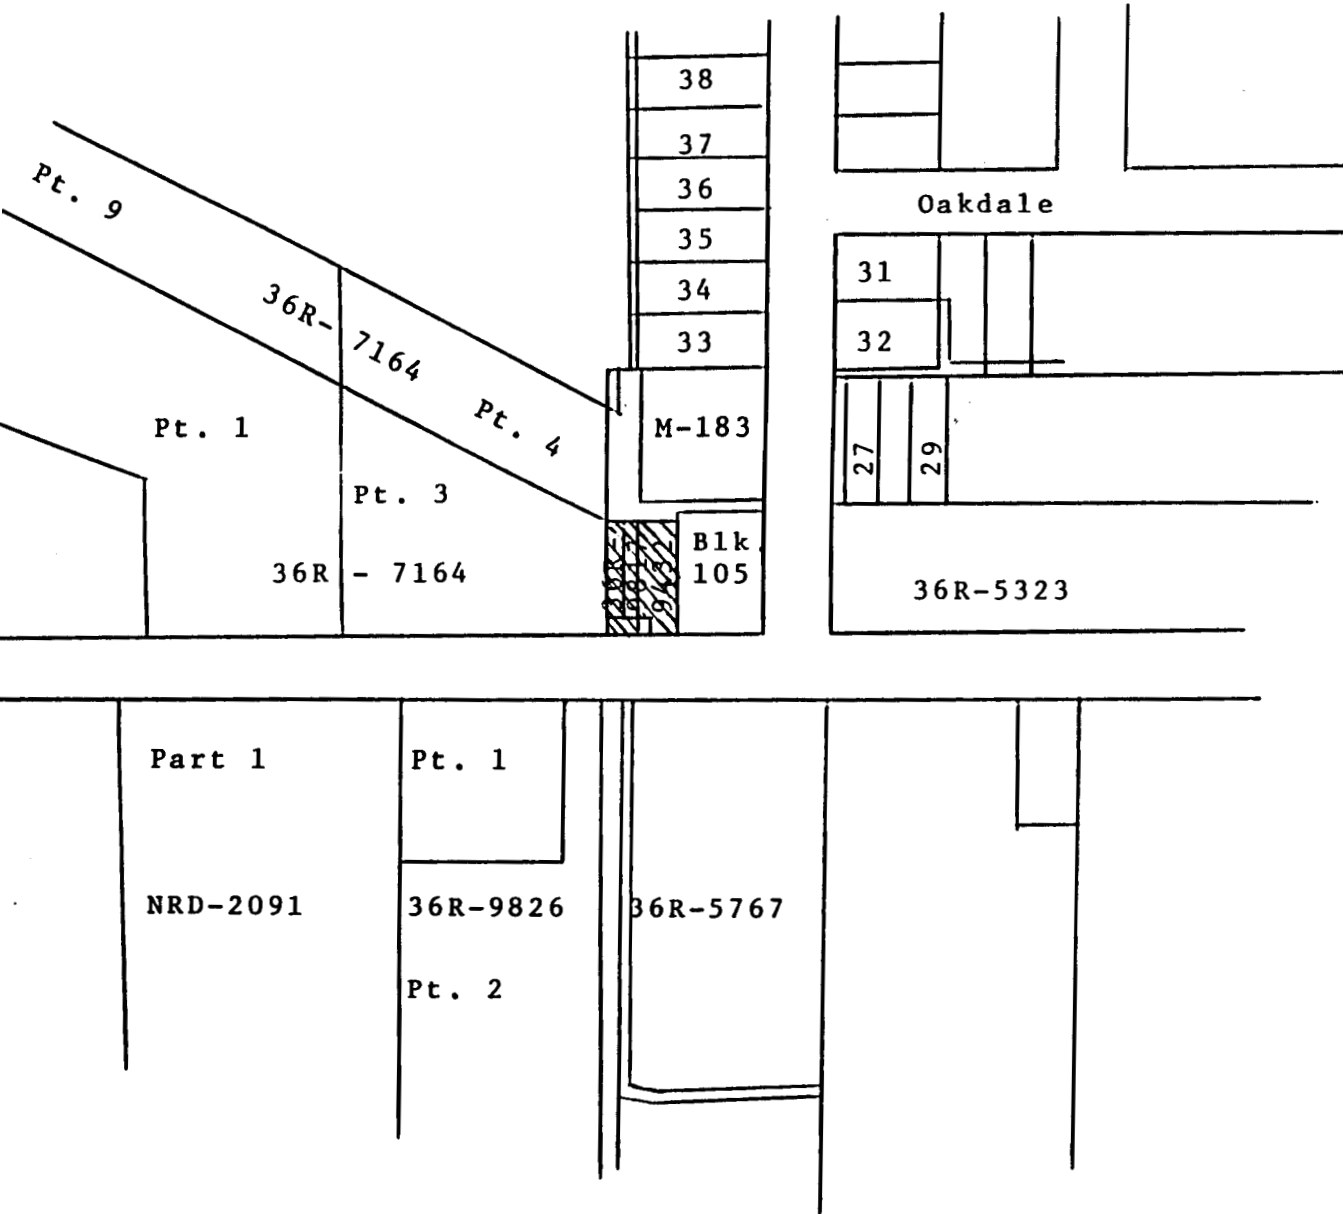 38
37
Pt. 9
36
Oakdale
35
31
34
36R-7164
33
32
Pt. 4
Pt. 1
M-183
27
29
Pt. 3
Blk
105
36R - 7164
36R-5323
Part 1
Pt. 1
NRD-2091
36R-9826
36R-5767
Pt. 2